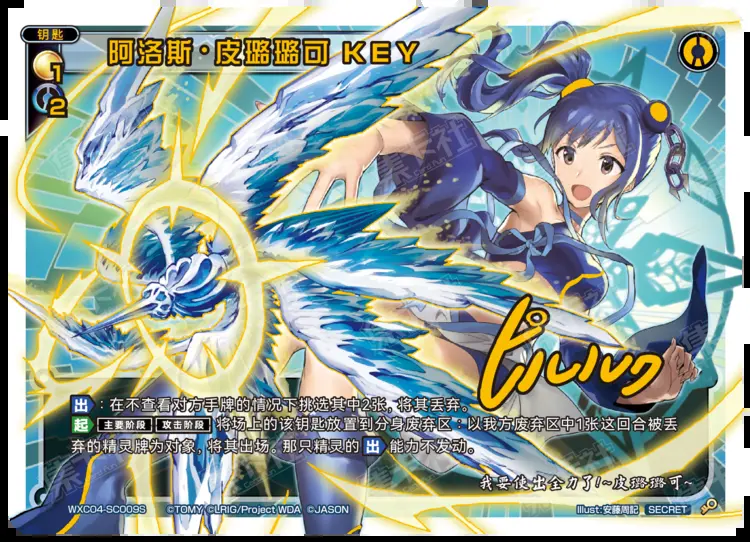 钥匙
阿洛斯·皮璐璐可 KEY
1
2
ピルルク
出：在不查看对方手牌的情况下挑选其中2张，将其丢弃。
起 主要阶段 攻击阶段 将场上的该钥匙放置到分身废弃区：以我方废弃区中1张这回合被丢
弃的精灵牌为对象，将其出场。那只精灵的 出 能力不发动。
我要使出全力了！~皮璐璐可~
WXC04-SC009S ©TOMY ©LRIG/Project WDA ©JASON Illust:安藤周記 SECRET